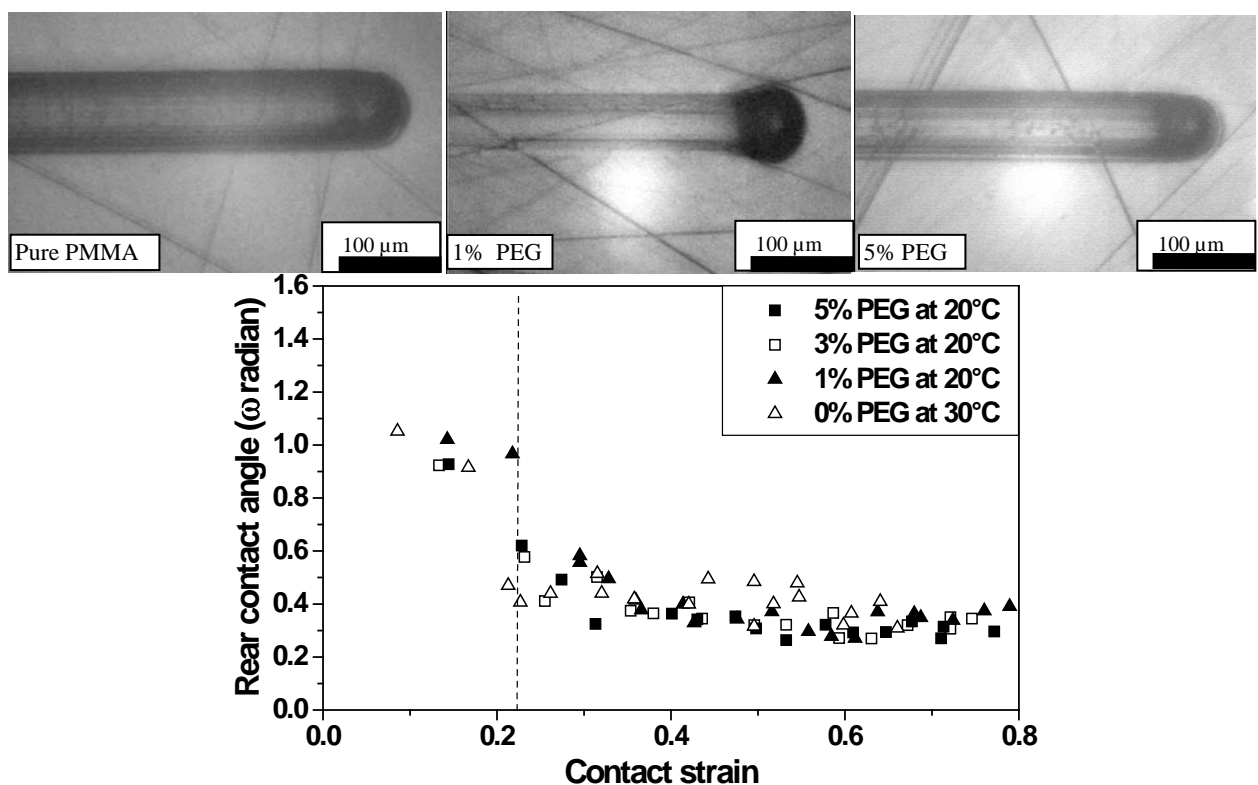 Pure PMMA
100 µm
1% PEG
100 µm
5% PEG
100 µm
1.6
1.4
1.2
1.0
0.8
0.6
0.4
0.2
0.0
Rear contact angle (ω radian)
5% PEG at 20°C
3% PEG at 20°C
1% PEG at 20°C
0% PEG at 30°C
0.0 0.2 0.4 0.6 0.8
Contact strain